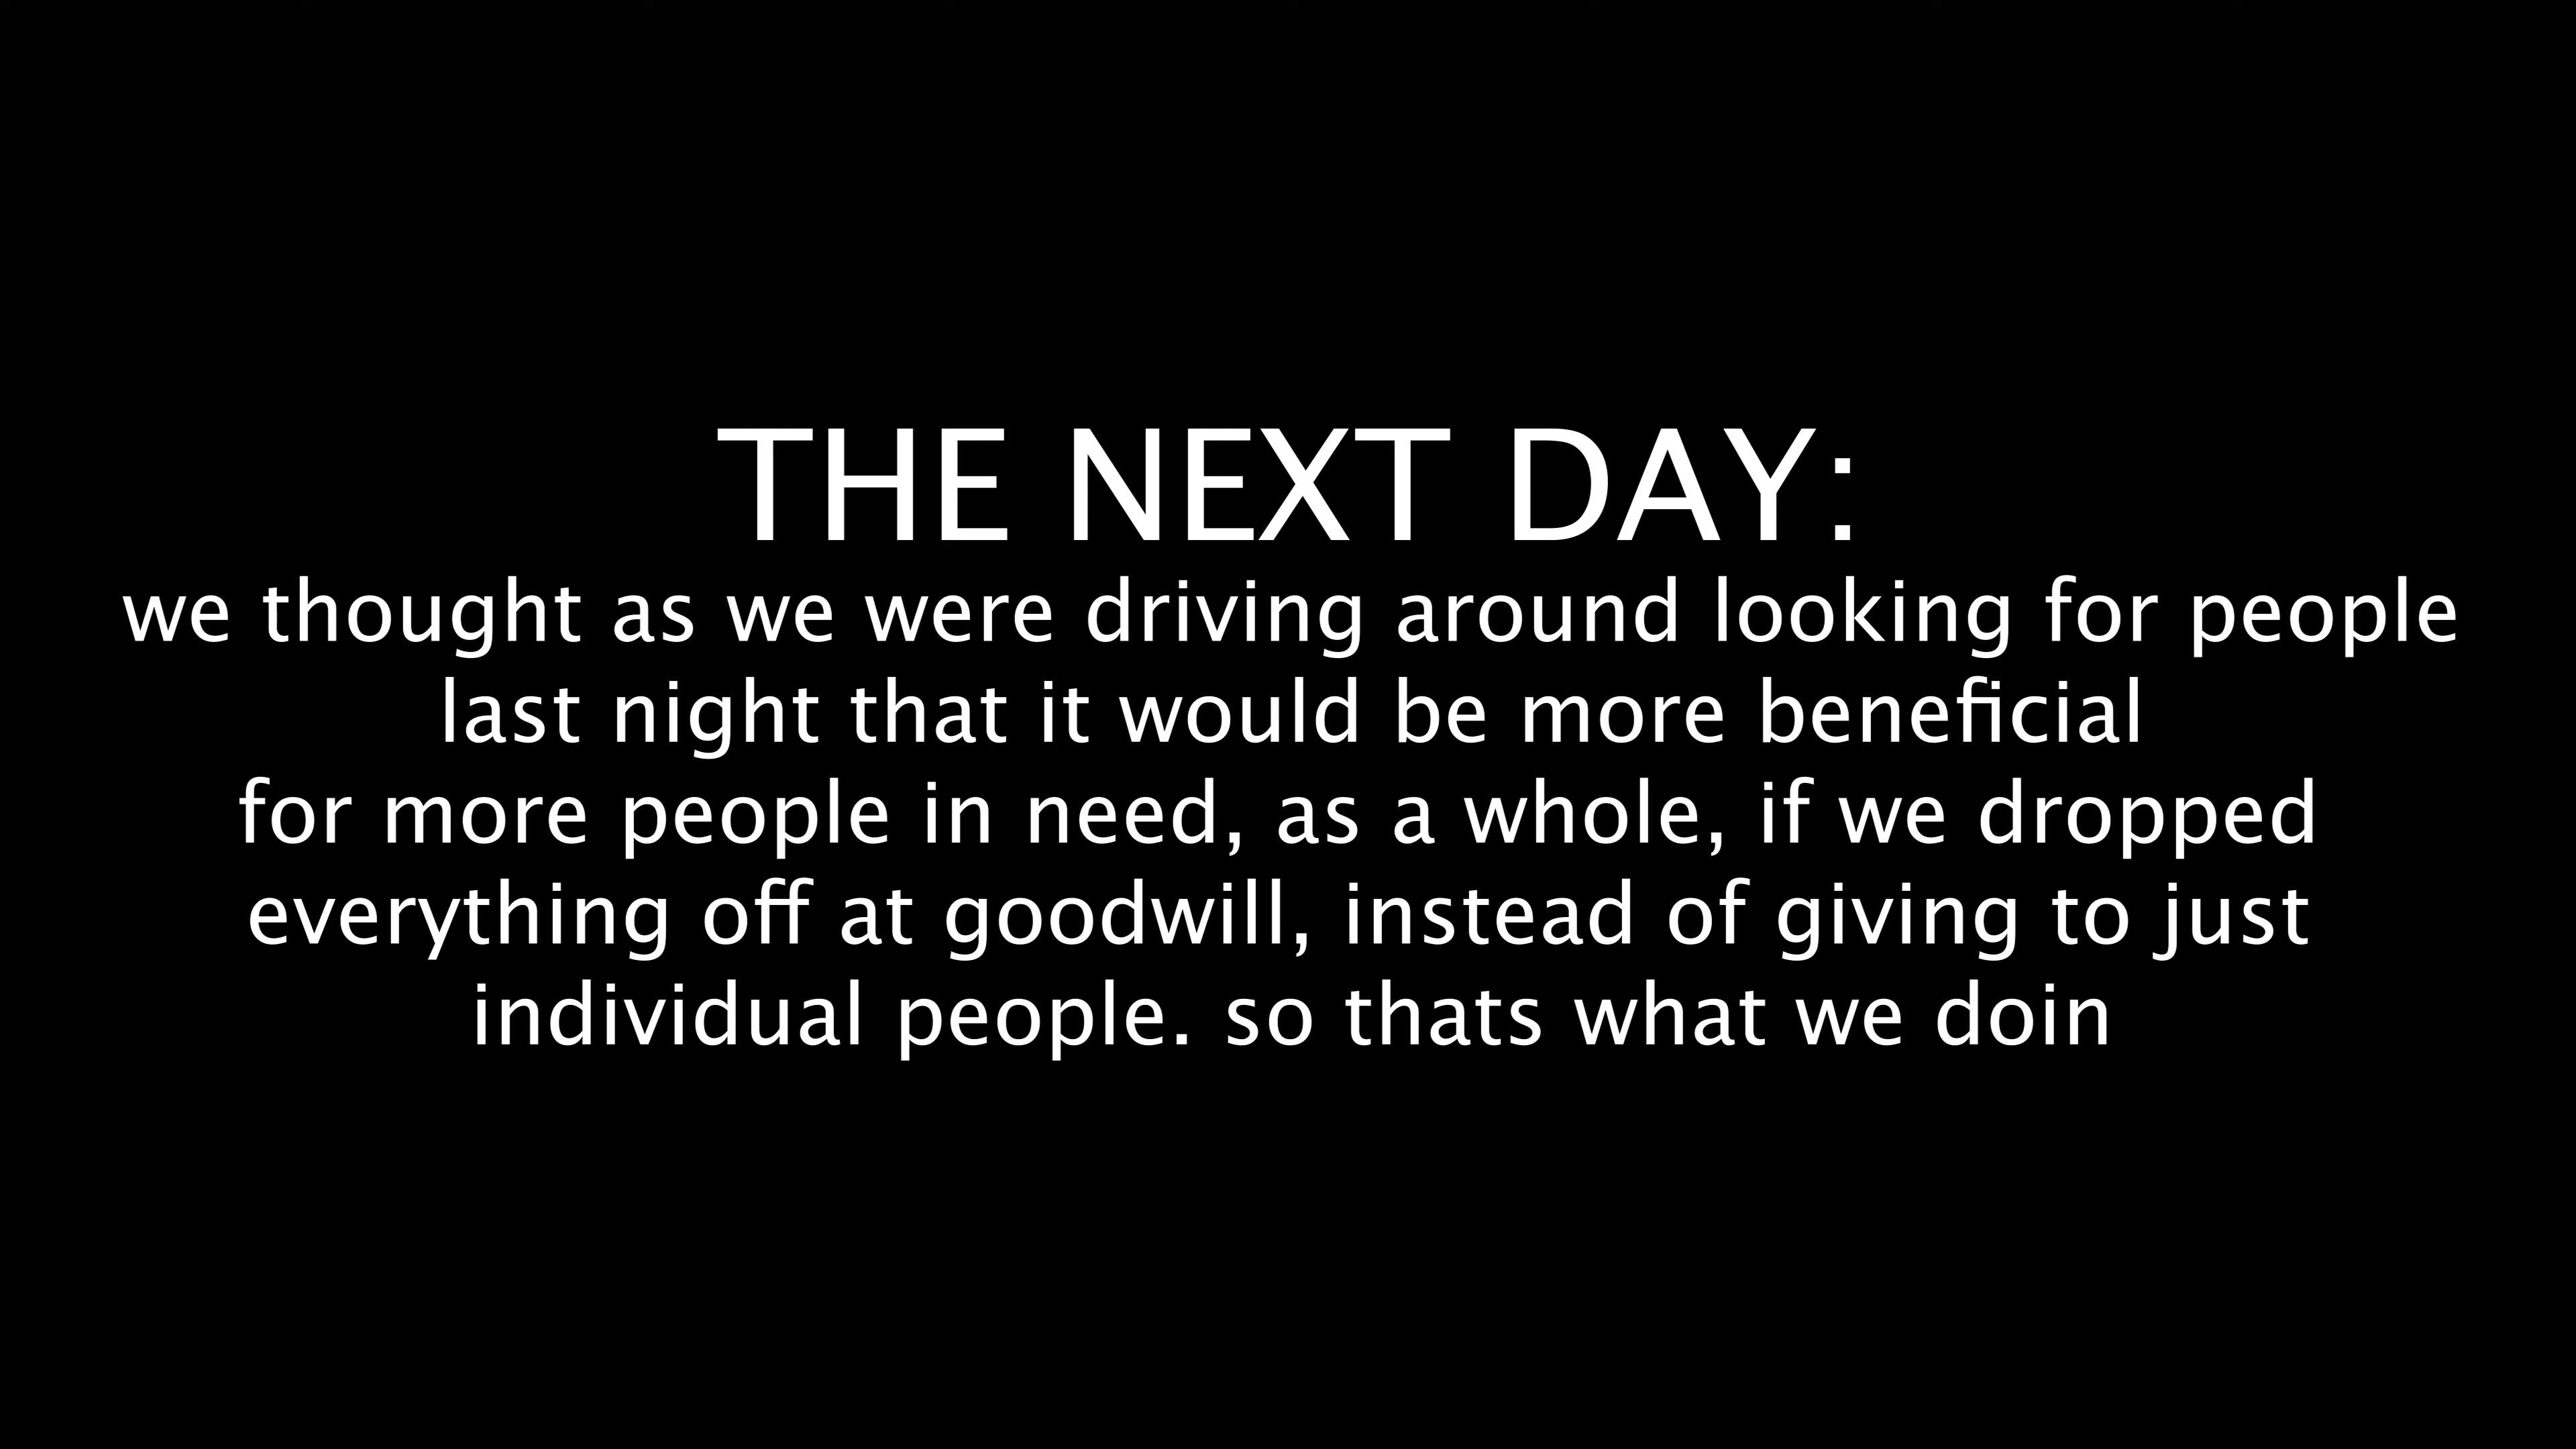 THE NEXT DAY:
we thought as we were driving around looking for people
last night that it would be more beneficial
for more people in need, as a whole, if we dropped
everything off at goodwill, instead of giving to just
individual people. so thats what we doin